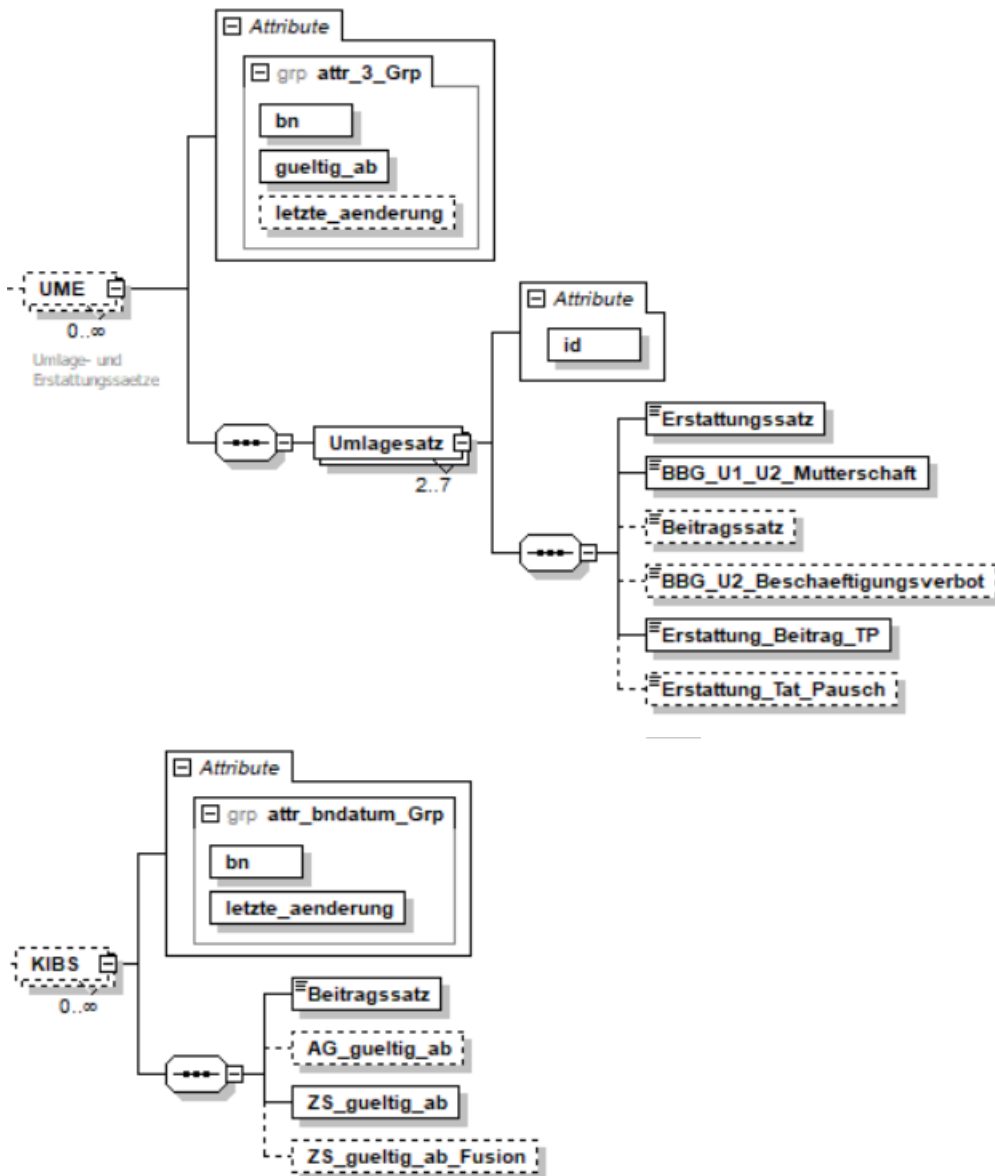 Attribute
grp attr_3_Grp
bn
gueltig_ab
letzte_aenderung
UME
0..∞
Umlage- und
Erstattungssaetze
Attribute
id
Umlagesatz
2..7
Erstattungssatz
BBG_U1_U2_Mutterschaft
Beitragssatz
BBG_U2_Beschaeftigungsverbot
Erstattung_Beitrag_TP
Erstattung_Tat_Pausch
Attribute
grp attr_bndatum_Grp
bn
letzte_aenderung
KIBS
0..∞
Beitragssatz
AG_gueltig_ab
ZS_gueltig_ab
ZS_gueltig_ab_Fusion